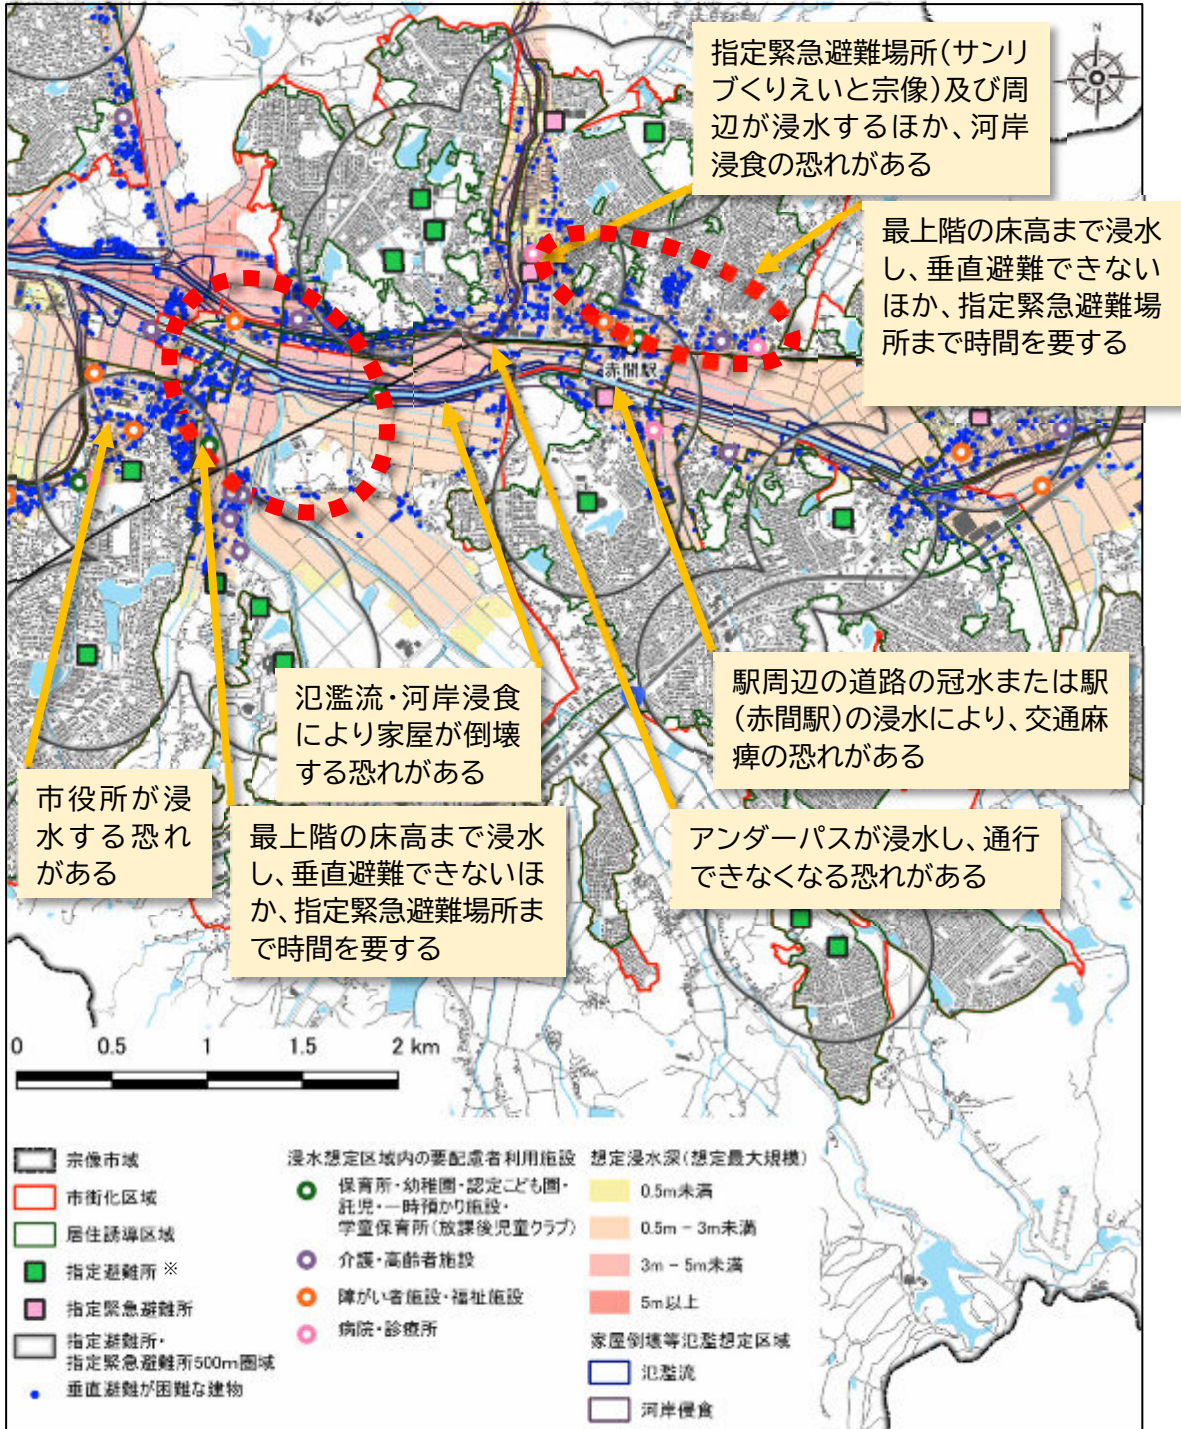 N
指定緊急避難場所(サンリ
ブくりえいと宗像)及び周
辺が浸水するほか、河岸
浸食の恐れがある
最上階の床高まで浸水
し、垂直避難できない
ほか、指定緊急避難場
所まで時間を要する
赤間駅
駅周辺の道路の冠水または駅
(赤間駅)の浸水により、交通麻
痺の恐れがある
氾濫流・河岸浸食
により家屋が倒壊
する恐れがある
市役所が浸
水する恐れ
がある
最上階の床高まで浸水
し、垂直避難できないほ
か、指定緊急避難場所ま
で時間を要する
アンダーパスが浸水し、通行
できなくなる恐れがある
0 0.5 1 1.5 2 km
宗像市域
市街化区域
居住誘導区域
指定避難所※
指定緊急避難所
指定避難所・
指定緊急避難所500m圏域
垂直避難が困難な建物
浸水想定区域内の要配慮者利用施設
保育所・幼稚園・認定こども園・
託児・一時預かり施設・
学童保育所(放課後児童クラブ)
介護・高齢者施設
障がい者施設・福祉施設
病院・診療所
想定浸水深(想定最大規模)
0.5m未満
0.5m - 3m未満
3m - 5m未満
5m以上
家屋倒壊等氾濫想定区域
氾濫流
河岸侵食